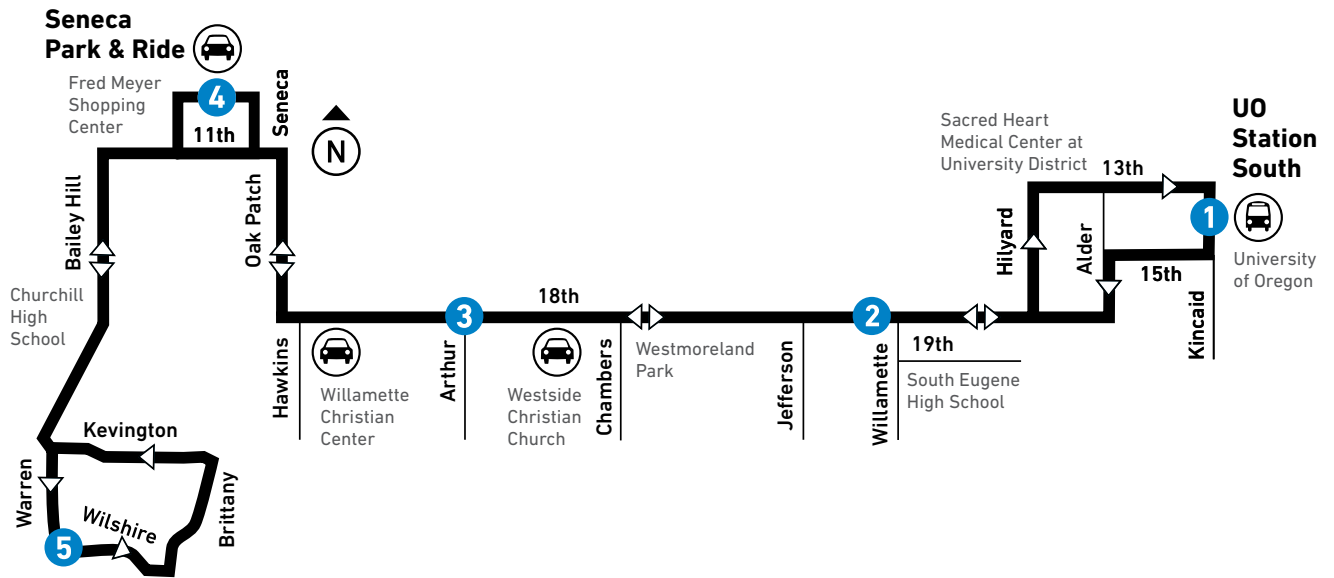 Seneca
Park & Ride
Fred Meyer
Shopping
Center
4
11th
Seneca
N
Bailey Hill
Oak Patch
Churchill
High
School
Kevington
Warren
Wilshire
Brittany
5
Hawkins
Willamette
Christian
Center
3
Arthur
18th
Westside
Christian
Church
Chambers
Westmoreland
Park
Jefferson
2
Willamette
19th
South Eugene
High School
Sacred Heart
Medical Center at
University District
13th
Hilyard
Alder
15th
Kincaid
1
UO
Station
South
University
of Oregon